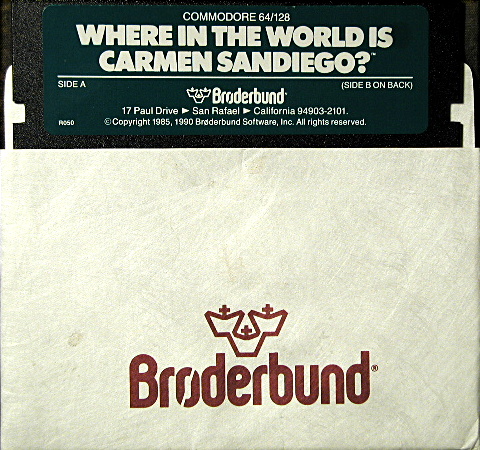 COMMODORE 64/128
WHERE IN THE WORLD IS
CARMEN SANDIEGO?™
SIDE A
(SIDE B ON BACK)
Brøderbund®
17 Paul Drive ► San Rafael ► California 94903-2101.
R050
©Copyright 1985, 1990 Brøderbund Software, Inc. All rights reserved.
Brøderbund®